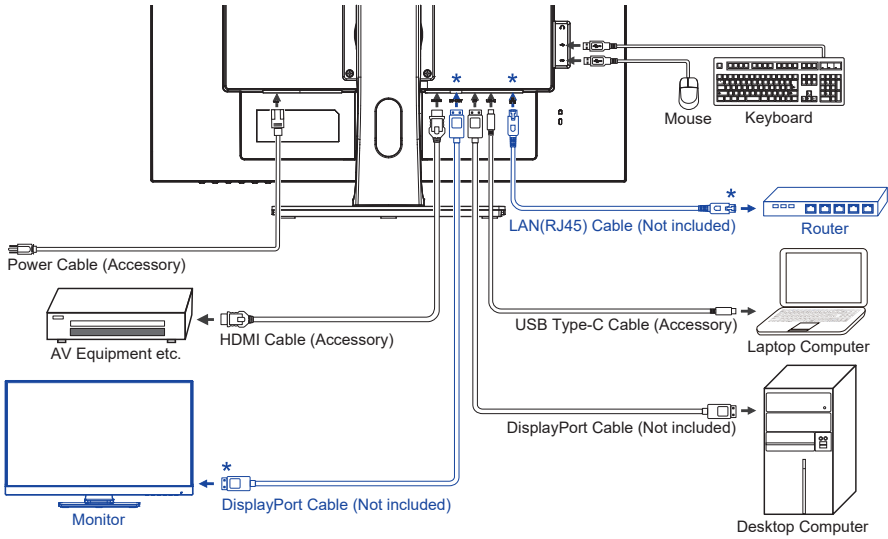 *
*
Mouse
Keyboard
*
LAN(RJ45) Cable (Not included)
Router
Power Cable (Accessory)
USB Type-C Cable (Accessory)
HDMI Cable (Accessory)
AV Equipment etc.
Laptop Computer
DisplayPort Cable (Not included)
*
DisplayPort Cable (Not included)
Monitor
Desktop Computer